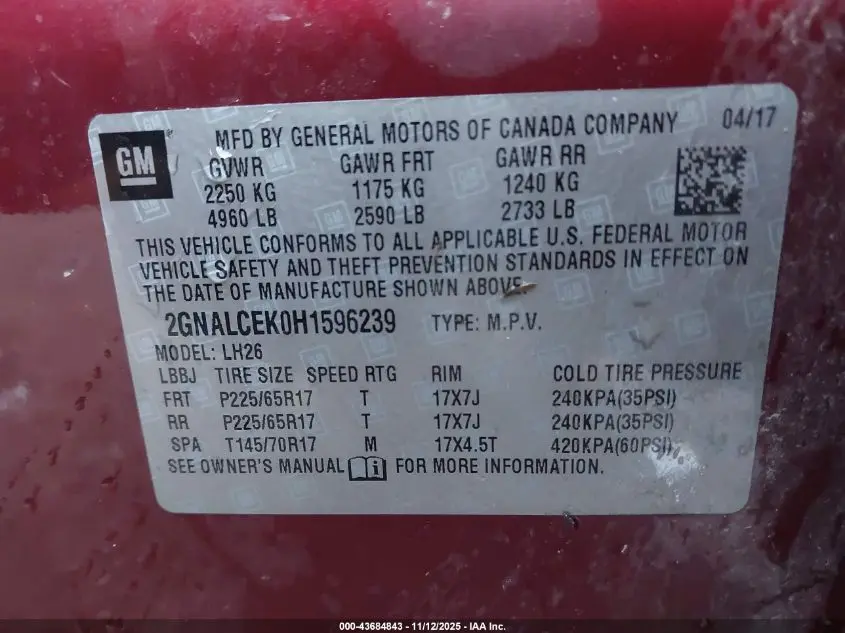 GM
MFD BY GENERAL MOTORS OF CANADA COMPANY 04/17
GVWR GAWR FRT GAWR RR
2250 KG 1175 KG 1240 KG
4960 LB 2590 LB 2733 LB
THIS VEHICLE CONFORMS TO ALL APPLICABLE U.S. FEDERAL MOTOR
VEHICLE SAFETY AND THEFT PREVENTION STANDARDS IN EFFECT ON
THE DATE OF MANUFACTURE SHOWN ABOVE.
2GNALCEK0H1596239 TYPE: M.P.V.
MODEL: LH26
LBBJ TIRE SIZE SPEED RTG RIM COLD TIRE PRESSURE
FRT P225/65R17 T 17X7J 240KPA(35PSI)
RR P225/65R17 T 17X7J 240KPA(35PSI)
SPA T145/70R17 M 17X4.5T 420KPA(60PSI)
SEE OWNER'S MANUAL FOR MORE INFORMATION.
000-43684843 - 11/12/2025 - IAA Inc.